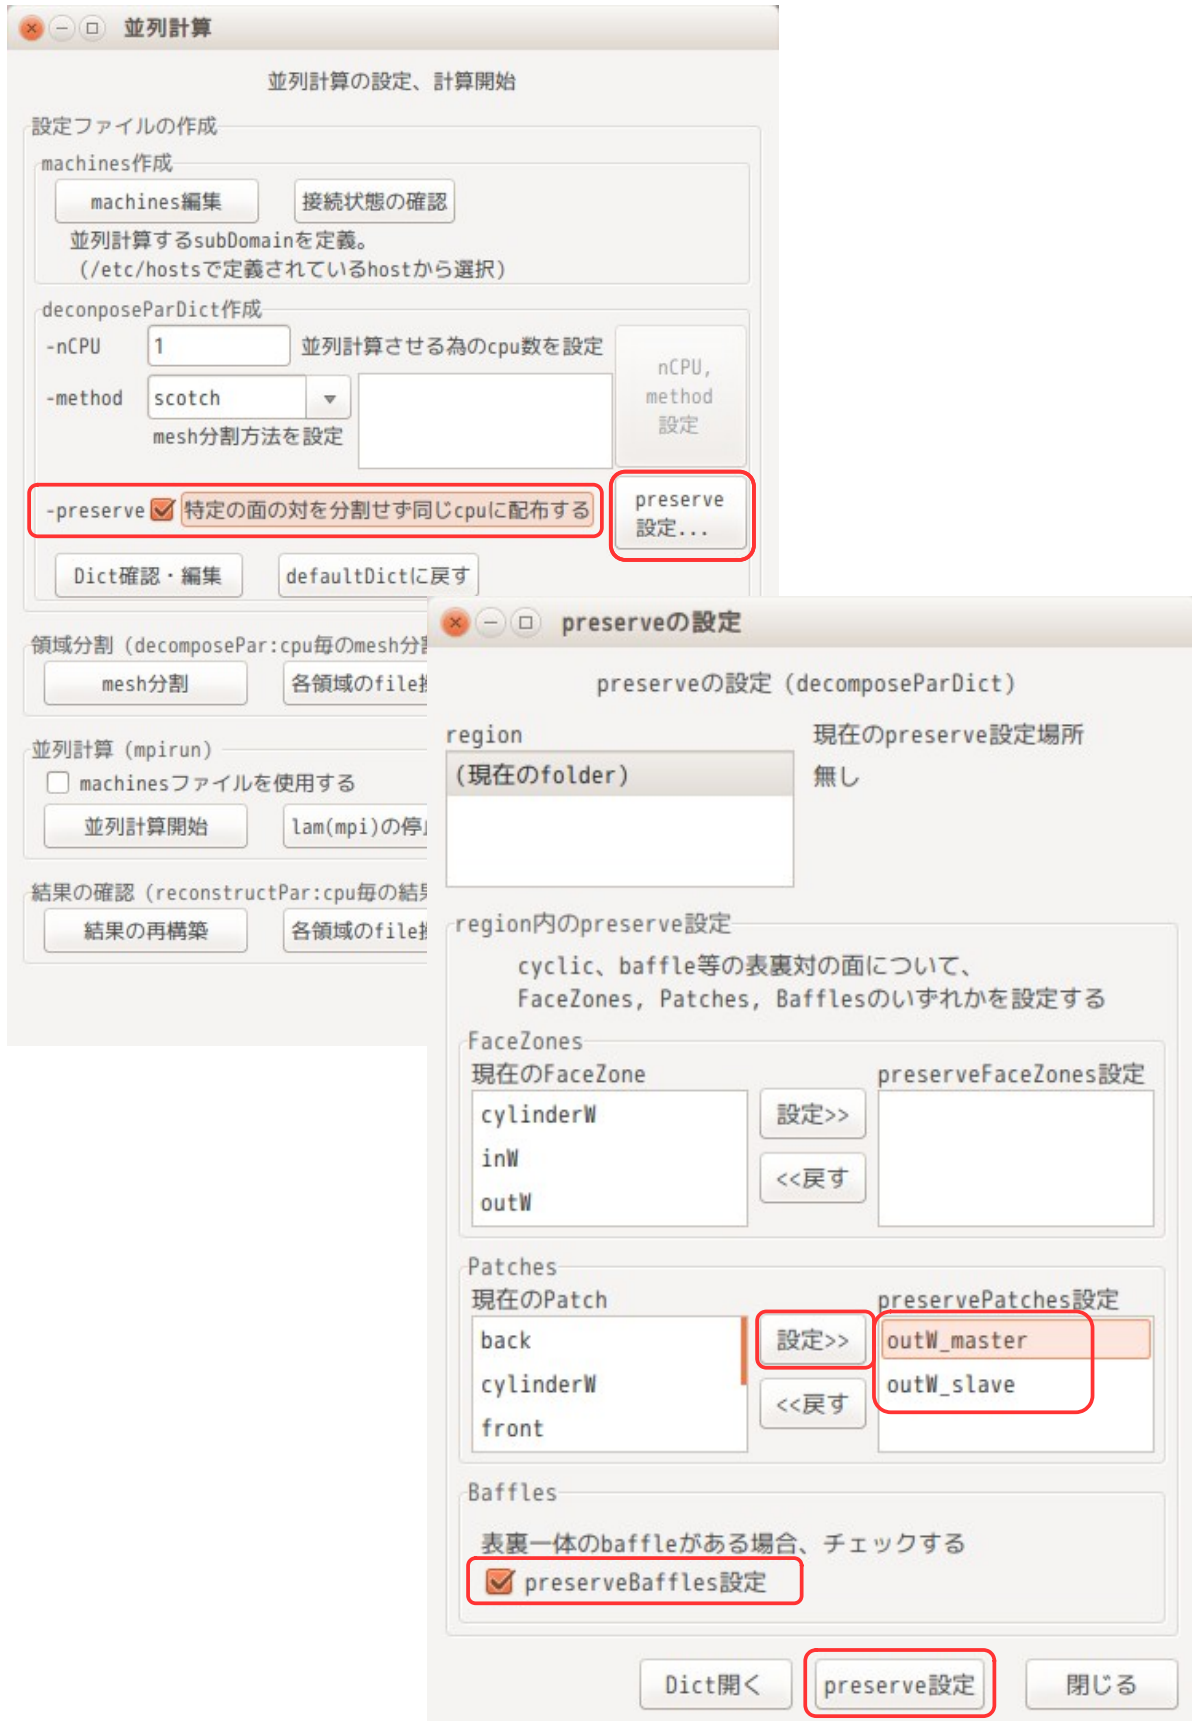 並列計算
並列計算の設定、計算開始
設定ファイルの作成
machines作成
machines編集 接続状態の確認
並列計算するsubDomainを定義。
(/etc/hostsで定義されているhostから選択)
deconposeParDict作成
-nCPU 1 並列計算させる為のcpu数を設定
nCPU,
method
設定
-method scotch
mesh分割方法を設定
-preserve 特定の面の対を分割せず同じcpuに配布する
preserve
設定...
Dict確認・編集 defaultDictに戻す
領域分割 (decomposePar:cpu毎のmesh分割
mesh分割 各領域のfile
並列計算 (mpirun)
machinesファイルを使用する
並列計算開始 lam(mpi)の停
結果の確認 (reconstructPar:cpu毎の結果
結果の再構築 各領域のfile
preserveの設定
preserveの設定 (decomposeParDict)
region 現在のpreserve設定場所
(現在のfolder) 無し
region内のpreserve設定
cyclic、baffle等の表裏対の面について、
FaceZones, Patches, Bafflesのいずれかを設定する
FaceZones
現在のFaceZone preserveFaceZones設定
cylinderW 設定>>
inW <<戻す
outW
Patches
現在のPatch preservePatches設定
back 設定>> outW_master
cylinderW <<戻す outW_slave
front
Baffles
表裏一体のbaffleがある場合、チェックする
preserveBaffles設定
Dict開く preserve設定 閉じる